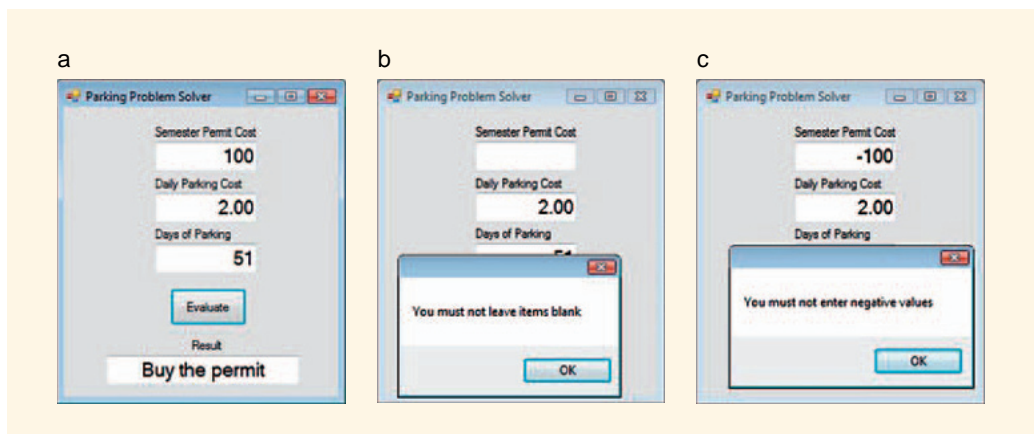 a
Parking Problem Solver
Semester Permit Cost
100
Daily Parking Cost
2.00
Days of Parking
51
Evaluate
Result
Buy the permit
b
Parking Problem Solver
Semester Permit Cost
Daily Parking Cost
2.00
Days of Parking
51
You must not leave items blank
OK
c
Parking Problem Solver
Semester Permit Cost
-100
Daily Parking Cost
2.00
Days of Parking
You must not enter negative values
OK